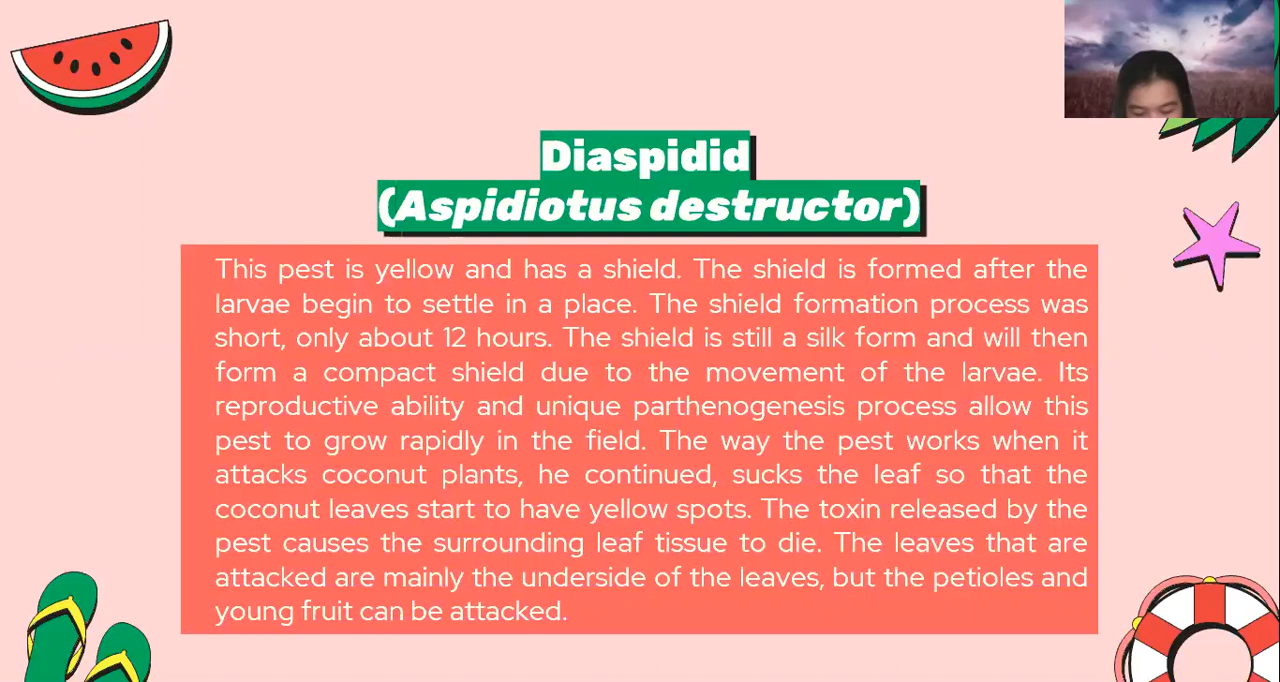 Diaspidid
(Aspidiotus destructor)
This pest is yellow and has a shield. The shield is formed after the
larvae begin to settle in a place. The shield formation process was
short, only about 12 hours. The shield is still a silk form and will then
form a compact shield due to the movement of the larvae. Its
reproductive ability and unique parthenogenesis process allow this
pest to grow rapidly in the field. The way the pest works when it
attacks coconut plants, he continued, sucks the leaf so that the
coconut leaves start to have yellow spots. The toxin released by the
pest causes the surrounding leaf tissue to die. The leaves that are
attacked are mainly the underside of the leaves, but the petioles and
young fruit can be attacked.